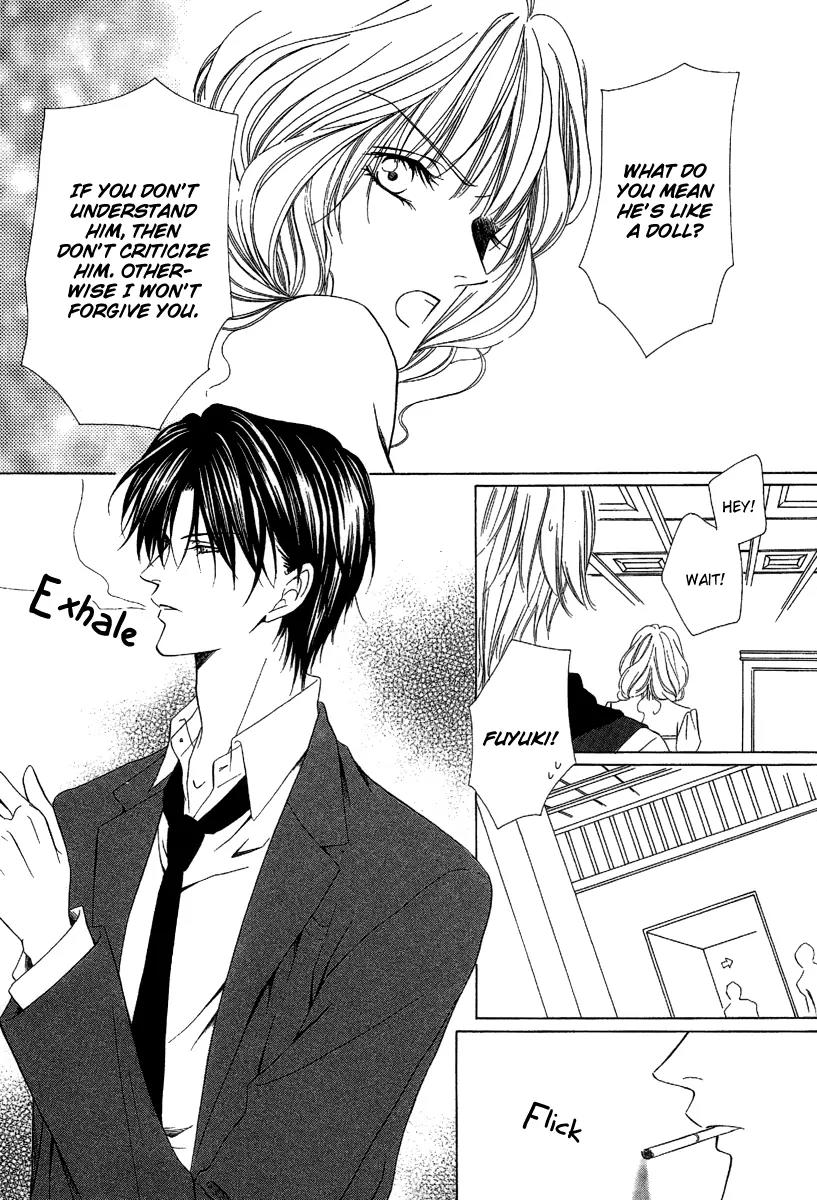 WHAT DO
YOU MEAN
HE'S LIKE
A DOLL?
IF YOU DON'T
UNDERSTAND
HIM, THEN
DON'T CRITICIZE
HIM. OTHER-
WISE I WON'T
FORGIVE YOU.
HEY!
WAIT!
FUYUKI!
Flick
Exhale